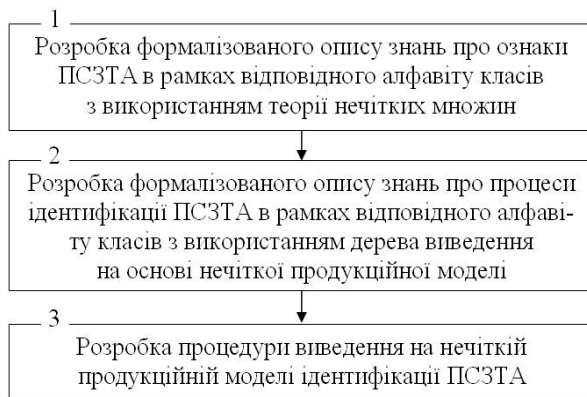 1
Розробка формалізованого опису знань про ознаки
ПСЗТА в рамках відповідного алфавіту класів
з використанням теорії нечітких множин
2
Розробка формалізованого опису знань про процеси
ідентифікації ПСЗТА в рамках відповідного алфаві-
ту класів з використанням дерева виведення
на основі нечіткої продукційної моделі
3
Розробка процедури виведення на нечіткій
продукційній моделі ідентифікації ПСЗТА